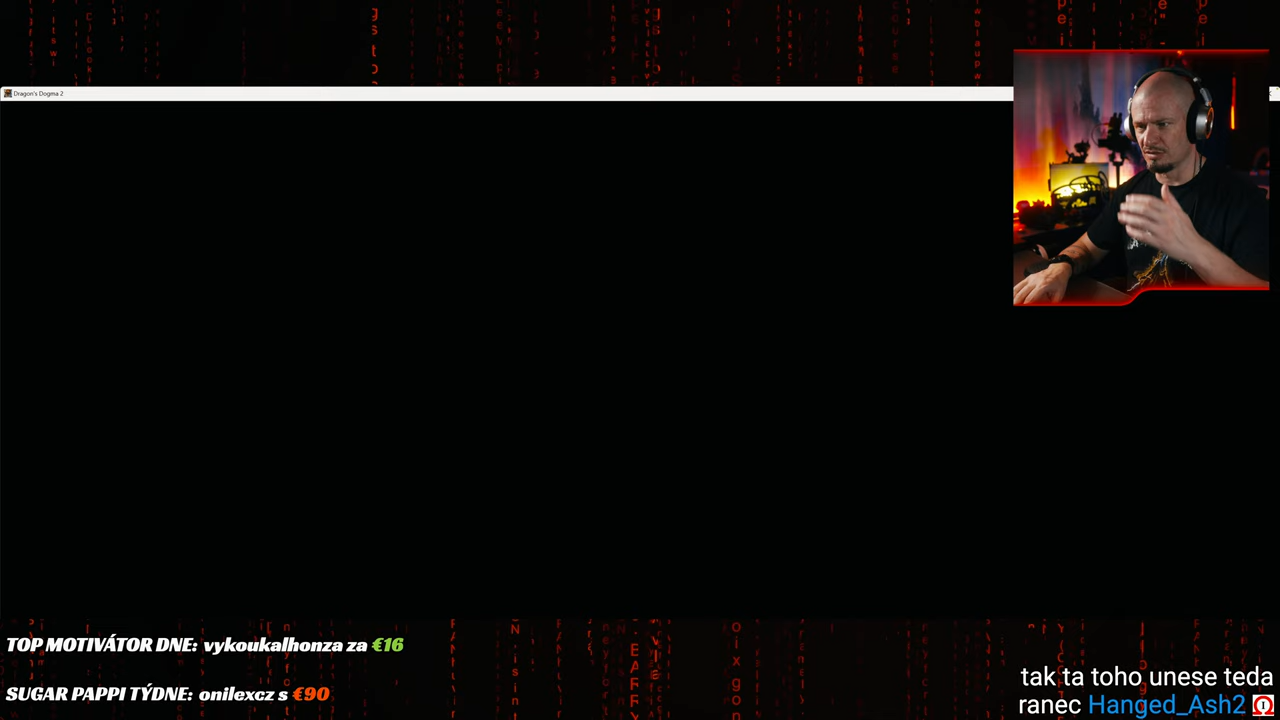 Dragon's Dogma 2
TOP MOTIVÁTOR DNE: vykoukalhonza za €16
SUGAR PAPPI TÝDNE: onilexcz s €90
tak ta toho unese teda
ranec Hanged_Ash2